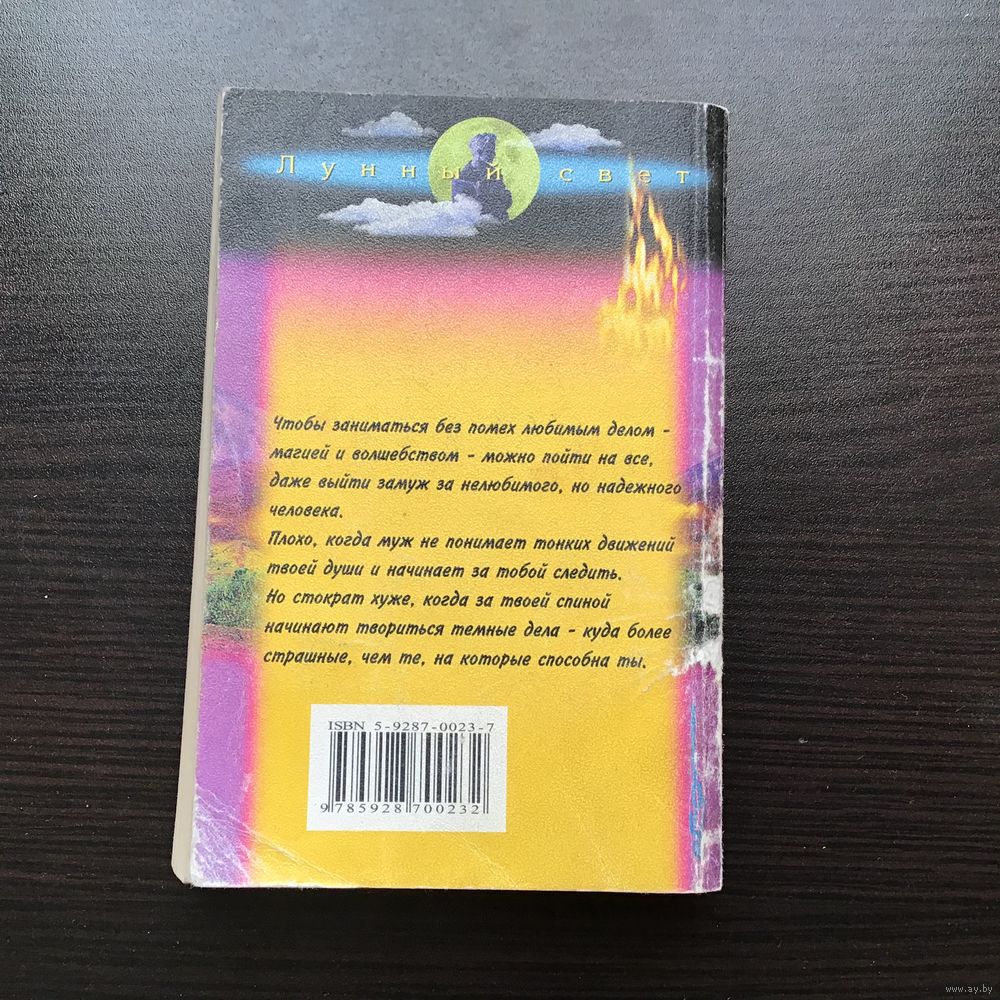 Лунный свет
Чтобы заниматься без помех любимым делом -
магией и волшебством - можно пойти на все,
даже выйти замуж за нелюбимого, но надежного
человека.
Плохо, когда муж не понимает тонких движений
твоей души и начинает за тобой следить.
Но стократ хуже, когда за твоей спиной
начинают твориться темные дела - куда более
страшные, чем те, на которые способна ты.
ISBN 5-9287-0023-7
9 785928 700232
www.ay.by